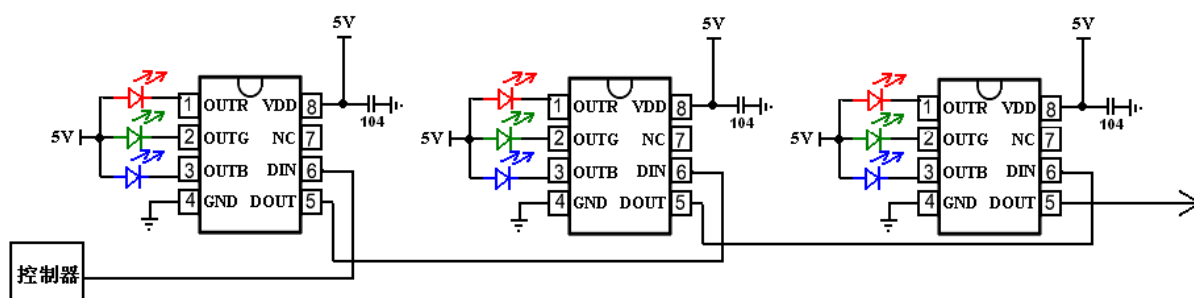 5V
5V
1 OUTR VDD 8
104
2 OUTG NC 7
3 OUTB DIN 6
4 GND DOUT 5
5V
5V
1 OUTR VDD 8
104
2 OUTG NC 7
3 OUTB DIN 6
4 GND DOUT 5
5V
5V
1 OUTR VDD 8
104
2 OUTG NC 7
3 OUTB DIN 6
4 GND DOUT 5
控制器